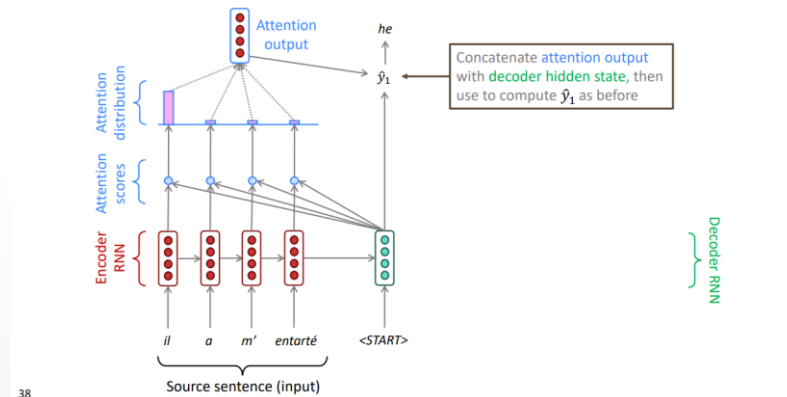 he
Attention
output
ŷ₁
Concatenate attention output
with decoder hidden state, then
use to compute ŷ₁ as before
Attention
distribution
Attention
scores
Encoder
RNN
Decoder RNN
il a m’ entarté <START>
Source sentence (input)
38